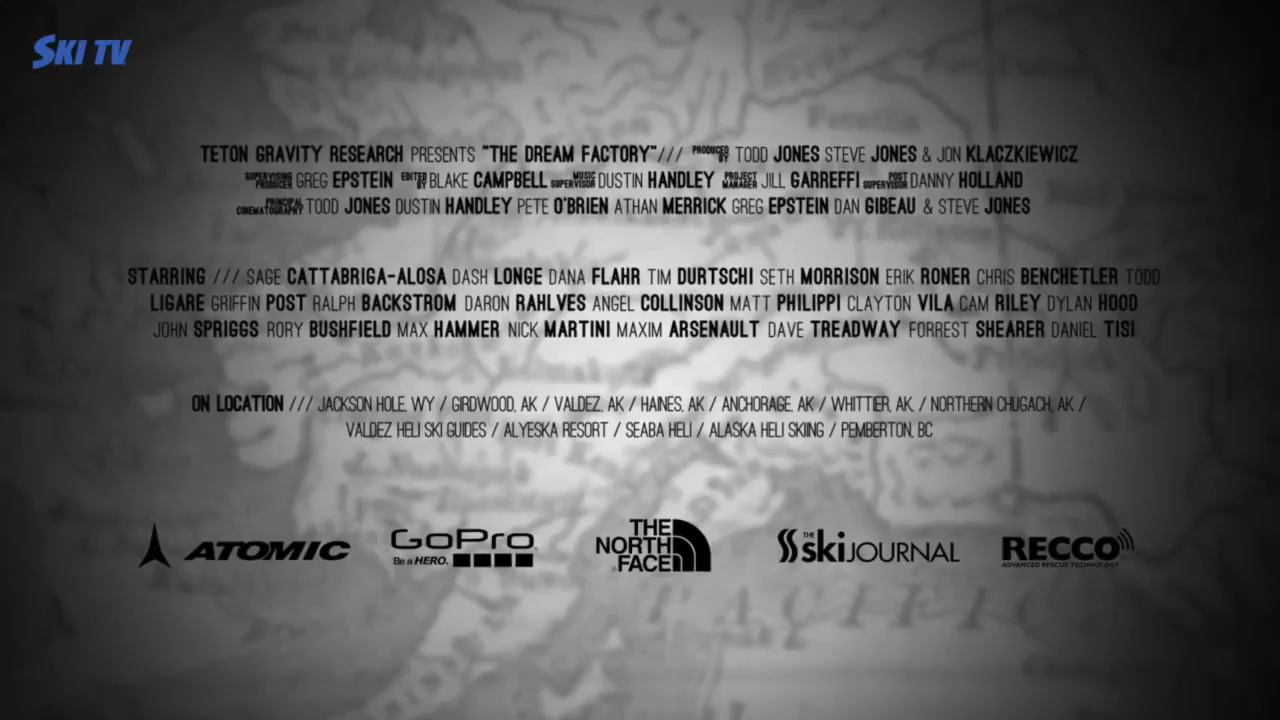 SKI TV
TETON GRAVITY RESEARCH PRESENTS "THE DREAM FACTORY"/// PRODUCED BY TODD JONES STEVE JONES & JON KLACZKIEWICZ
SUPERVISING PRODUCER GREG EPSTEIN EDITED BY BLAKE CAMPBELL MUSIC SUPERVISOR DUSTIN HANDLEY PROJECT MANAGER JILL GARREFFI POST SUPERVISOR DANNY HOLLAND
PRINCIPAL CINEMATOGRAPHY TODD JONES DUSTIN HANDLEY PETE O'BRIEN ATHAN MERRICK GREG EPSTEIN DAN GIBEAU & STEVE JONES
STARRING /// SAGE CATTABRIGA-ALOSA DASH LONGE DANA FLAHR TIM DURTSCHI SETH MORRISON ERIK RONER CHRIS BENCHETLER TODD
LIGARE GRIFFIN POST RALPH BACKSTROM DARON RAHLVES ANGEL COLLINSON MATT PHILIPPI CLAYTON VILA CAM RILEY DYLAN HOOD
JOHN SPRIGGS RORY BUSHFIELD MAX HAMMER NICK MARTINI MAXIM ARSENAULT DAVE TREADWAY FORREST SHEARER DANIEL TISI
ON LOCATION /// JACKSON HOLE, WY / GIRDWOOD, AK / VALDEZ, AK / HAINES, AK / ANCHORAGE, AK / WHITTIER, AK, / NORTHERN CHUGACH, AK /
VALDEZ HELI SKI GUIDES / ALYESKA RESORT / SEABA HELI / ALASKA HELI SKIING / PEMBERTON, BC
ATOMIC
GoPro
Be a HERO.
THE
NORTH
FACE
THE skiJOURNAL
RECCO
ADVANCED RESCUE TECHNOLOGY
PACIFIC